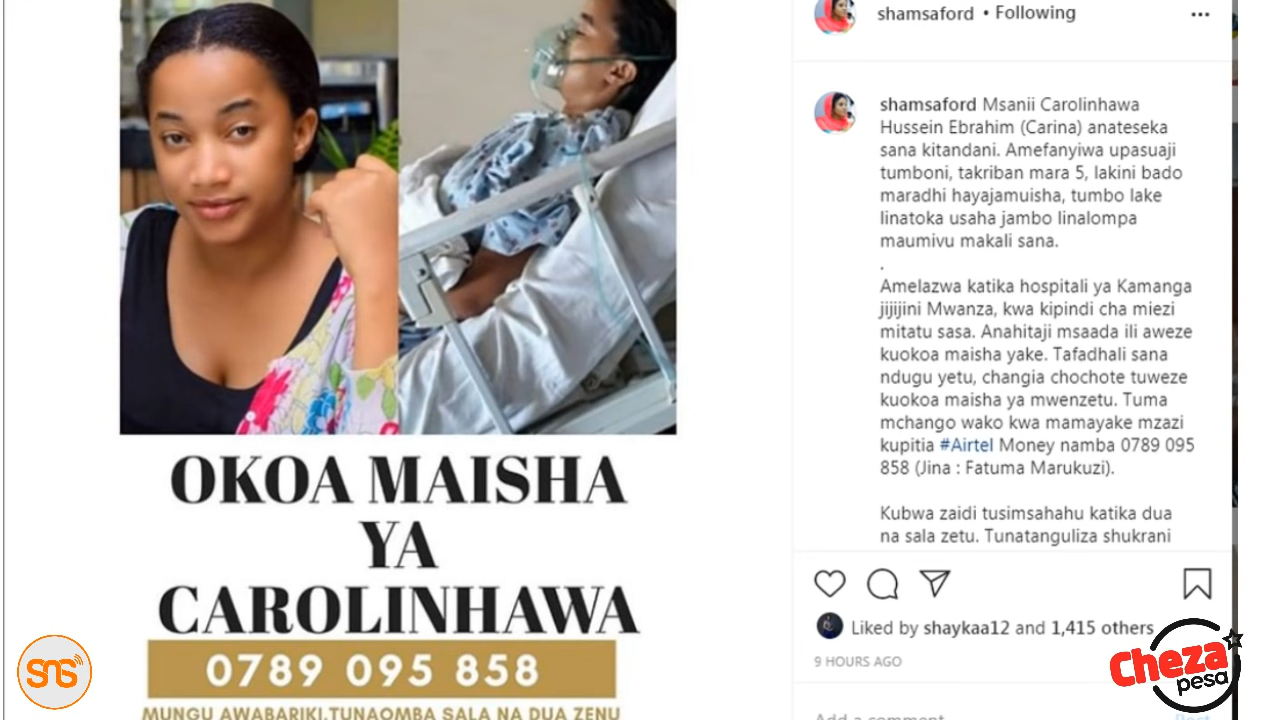 shamsaford • Following
shamsaford Msanii Carolinhawa
Hussein Ebrahim (Carina) anateseka
sana kitandani. Amefanyiwa upasuaji
tumboni, takriban mara 5, lakini bado
maradhi hayajamuisha, tumbo lake
linatoka usaha jambo linalompa
maumivu makali sana.
.
Amelazwa katika hospitali ya Kamanga
jijijini Mwanza, kwa kipindi cha miezi
mitatu sasa. Anahitaji msaada ili aweze
kuokoa maisha yake. Tafadhali sana
ndugu yetu, changia chochote tuweze
kuokoa maisha ya mwenzetu. Tuma
mchango wako kwa mamayake mzazi
kupitia #Airtel Money namba 0789 095
858 (Jina : Fatuma Marukuzi).
Kubwa zaidi tusimsahahu katika dua
na sala zetu. Tunatanguliza shukrani
Liked by shaykaa12 and 1,415 others
9 HOURS AGO
Add a comment...
Post
OKOA MAISHA
YA
CAROLINHAWA
0789 095 858
MUNGU AWABARIKI,TUNAOMBA SALA NA DUA ZENU
SnS
Cheza
pesa